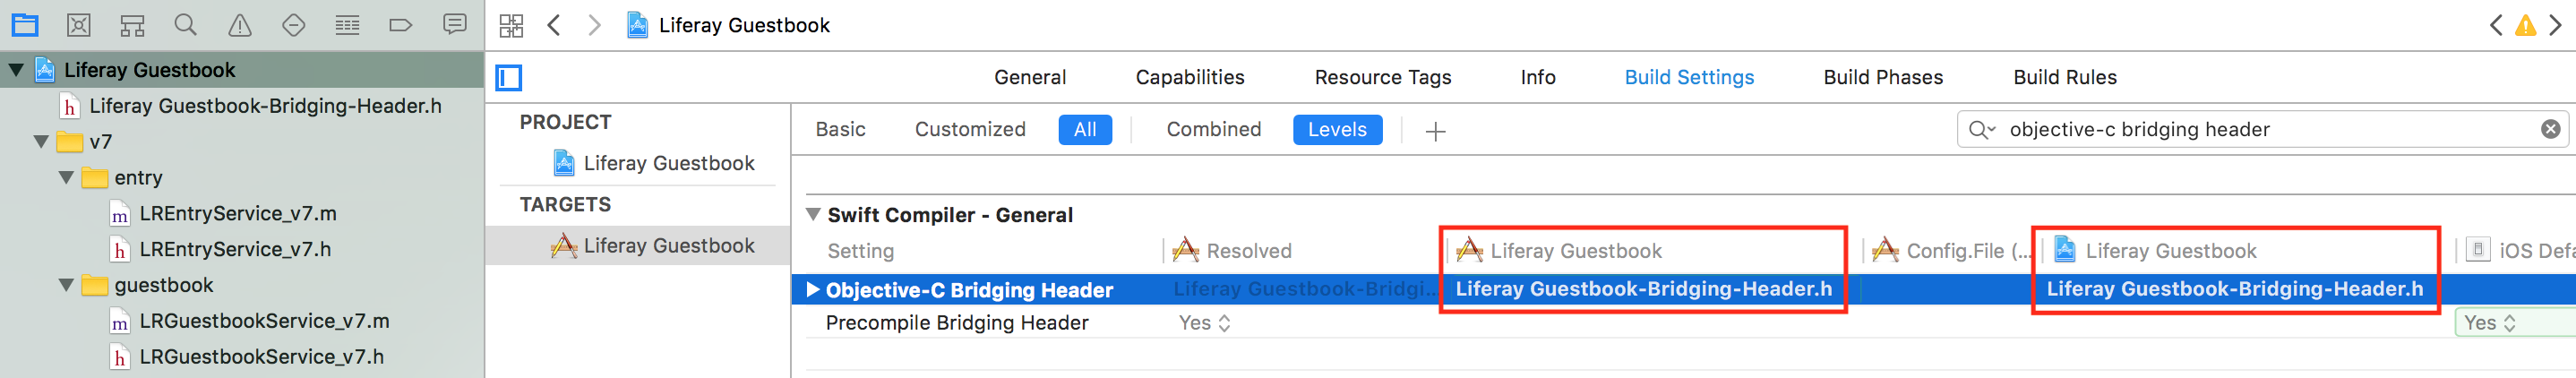 Liferay Guestbook
Liferay Guestbook-Bridging-Header.h
v7
entry
m LREntryService_v7.m
h LREntryService_v7.h
guestbook
m LRGuestbookService_v7.m
h LRGuestbookService_v7.h
Liferay Guestbook
General Capabilities Resource Tags Info Build Settings Build Phases Build Rules
PROJECT
Liferay Guestbook
TARGETS
Liferay Guestbook
Basic Customized All Combined Levels + objective-c bridging header
Swift Compiler - General
Setting Resolved Liferay Guestbook Config.File (... Liferay Guestbook iOS Defa
Objective-C Bridging Header Liferay Guestbook-Bridgi... Liferay Guestbook-Bridging-Header.h Liferay Guestbook-Bridging-Header.h
Precompile Bridging Header Yes Yes